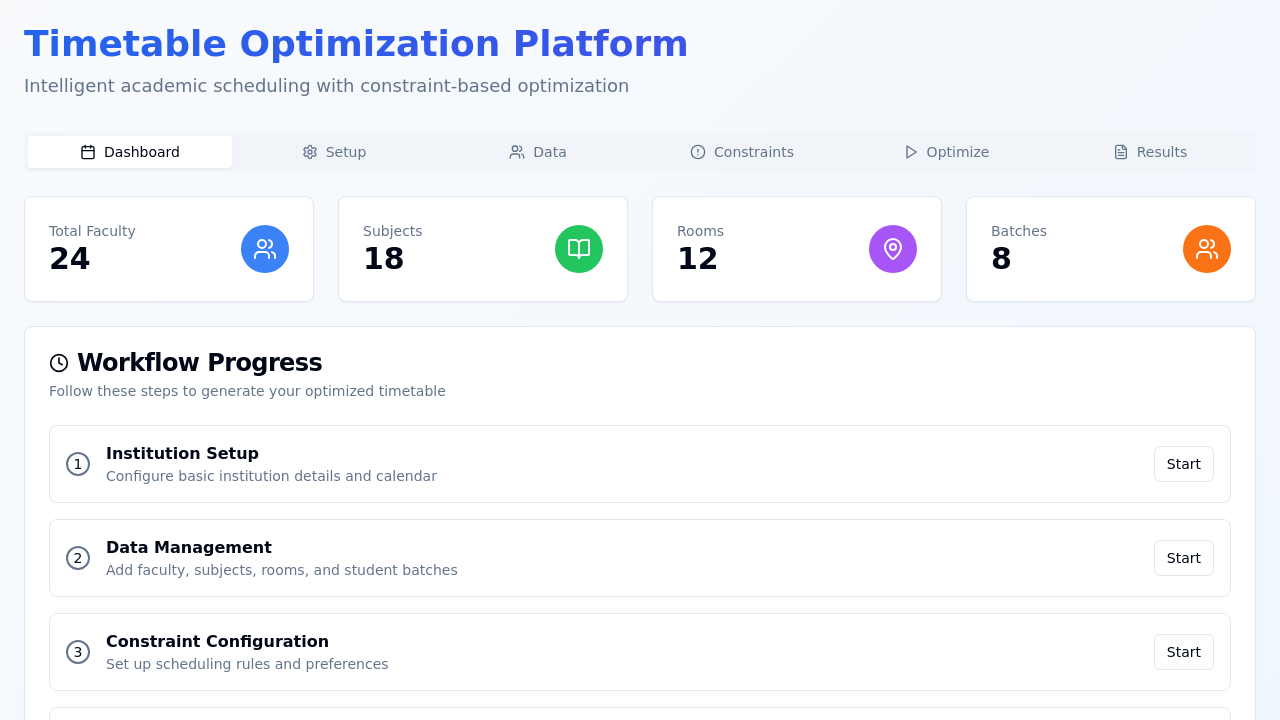 Timetable Optimization Platform
Intelligent academic scheduling with constraint-based optimization
Dashboard Setup Data Constraints Optimize Results
Total Faculty
24
Subjects
18
Rooms
12
Batches
8
Workflow Progress
Follow these steps to generate your optimized timetable
1 Institution Setup
Configure basic institution details and calendar
Start
2 Data Management
Add faculty, subjects, rooms, and student batches
Start
3 Constraint Configuration
Set up scheduling rules and preferences
Start